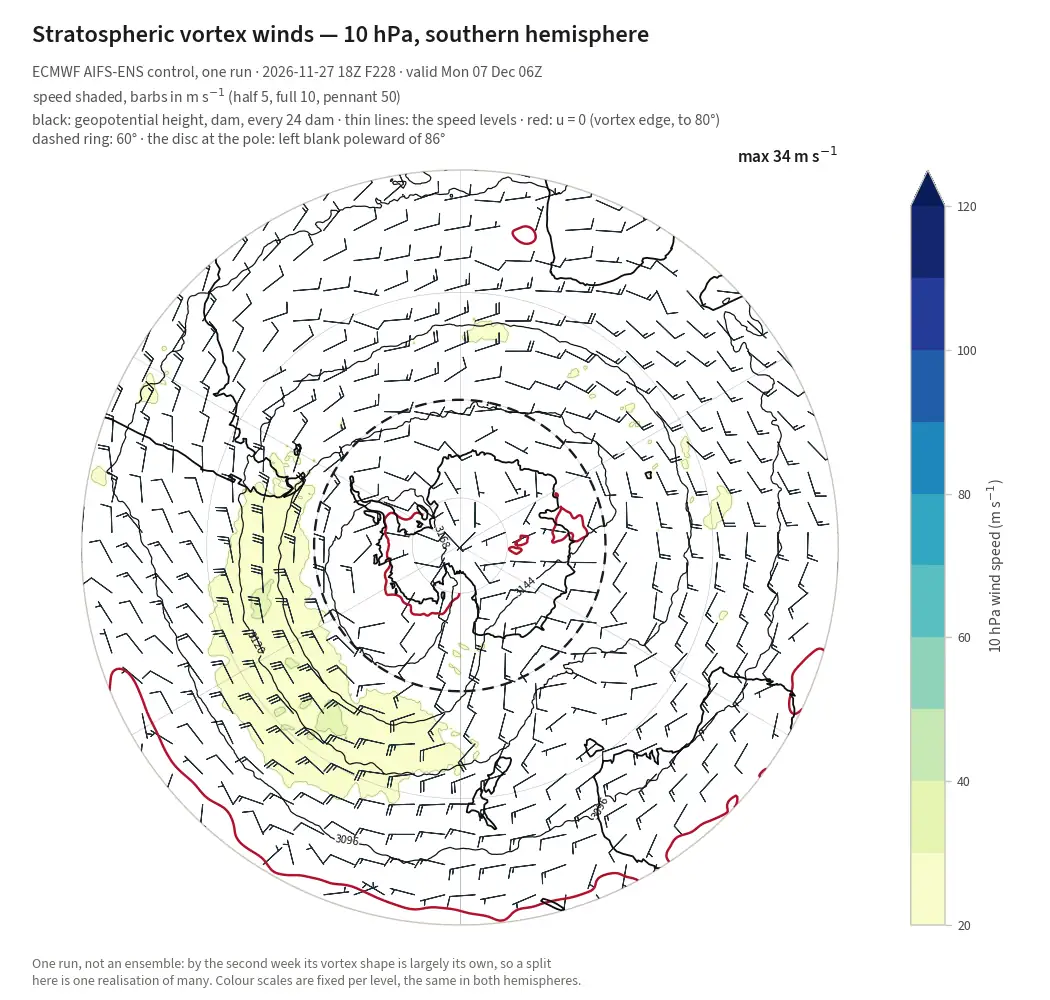 Stratospheric vortex winds — 10 hPa, southern hemisphere
ECMWF AIFS-ENS control, one run · 2026-11-27 18Z F228 · valid Mon 07 Dec 06Z
speed shaded, barbs in m s⁻¹ (half 5, full 10, pennant 50)
black: geopotential height, dam, every 24 dam · thin lines: the speed levels · red: u = 0 (vortex edge, to 80°)
dashed ring: 60° · the disc at the pole: left blank poleward of 86°
max 34 m s⁻¹
120
100
80
60
40
20
10 hPa wind speed (m s⁻¹)
3168
3144
3120
3096
3096
One run, not an ensemble: by the second week its vortex shape is largely its own, so a split
here is one realisation of many. Colour scales are fixed per level, the same in both hemispheres.